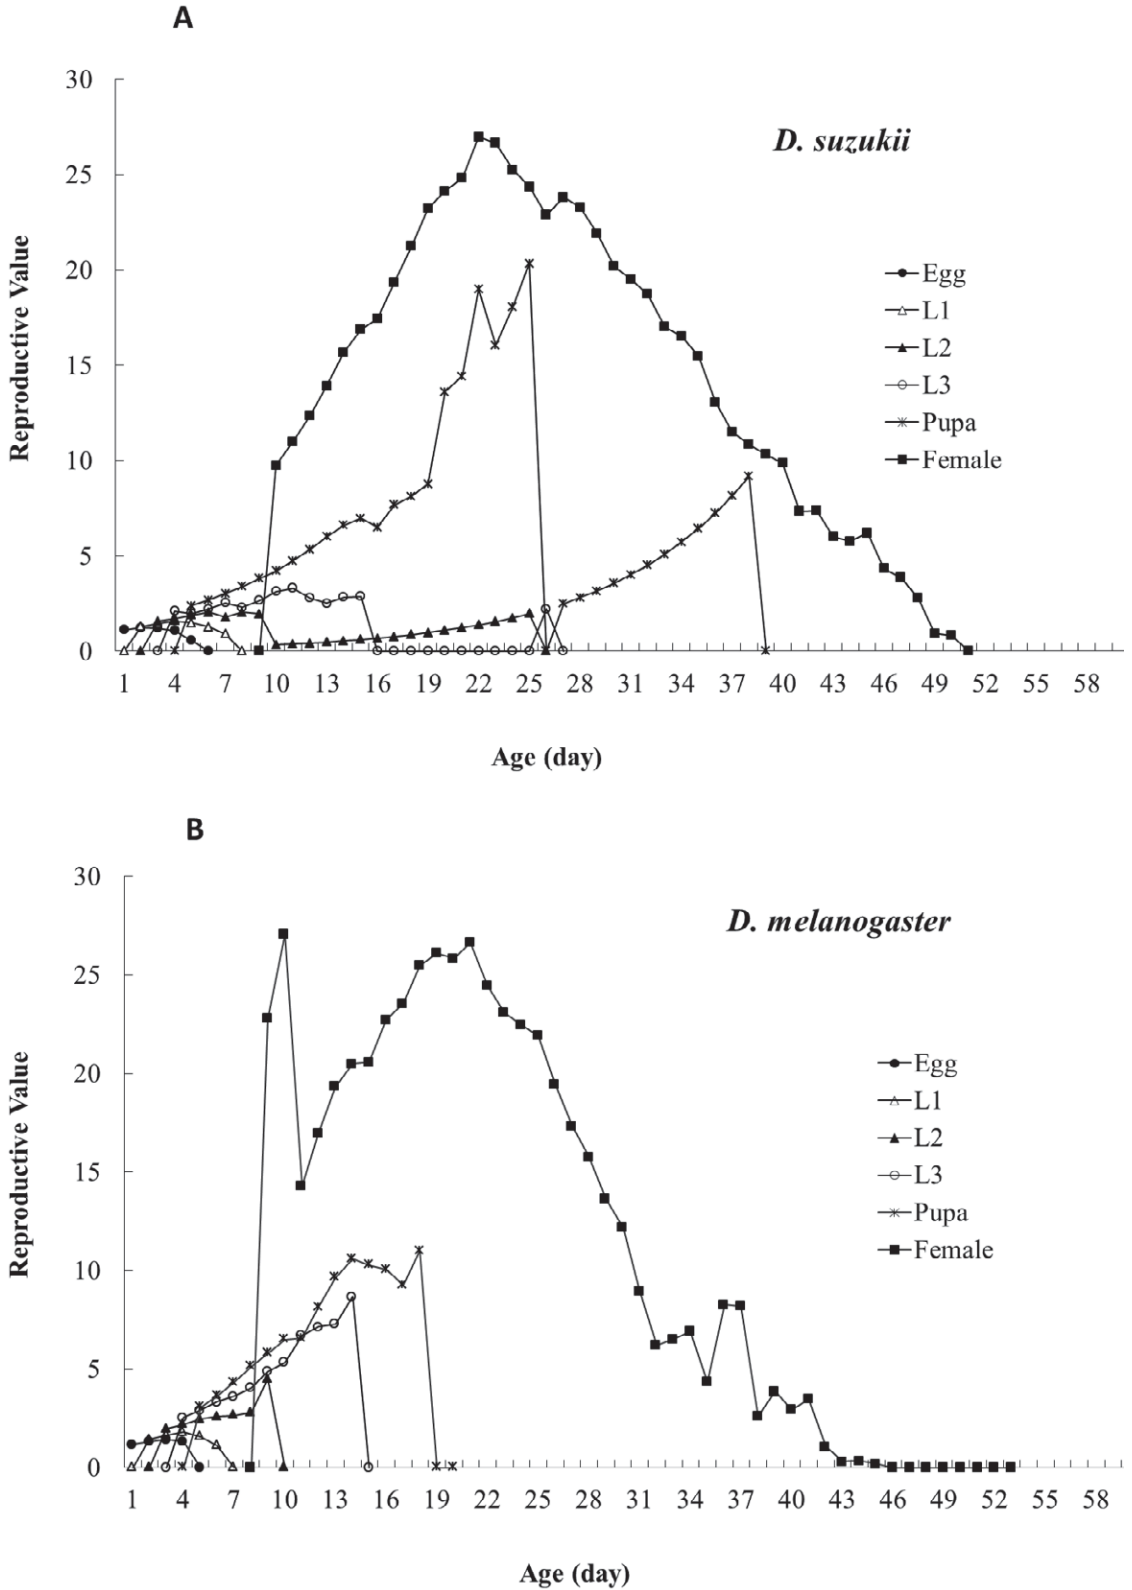 A
30
25
20
15
10
5
0
Reproductive Value
D. suzukii
Egg
L1
L2
L3
Pupa
Female
1 4 7 10 13 16 19 22 25 28 31 34 37 40 43 46 49 52 55 58
Age (day)
B
30
25
20
15
10
5
0
Reproductive Value
D. melanogaster
Egg
L1
L2
L3
Pupa
Female
1 4 7 10 13 16 19 22 25 28 31 34 37 40 43 46 49 52 55 58
Age (day)